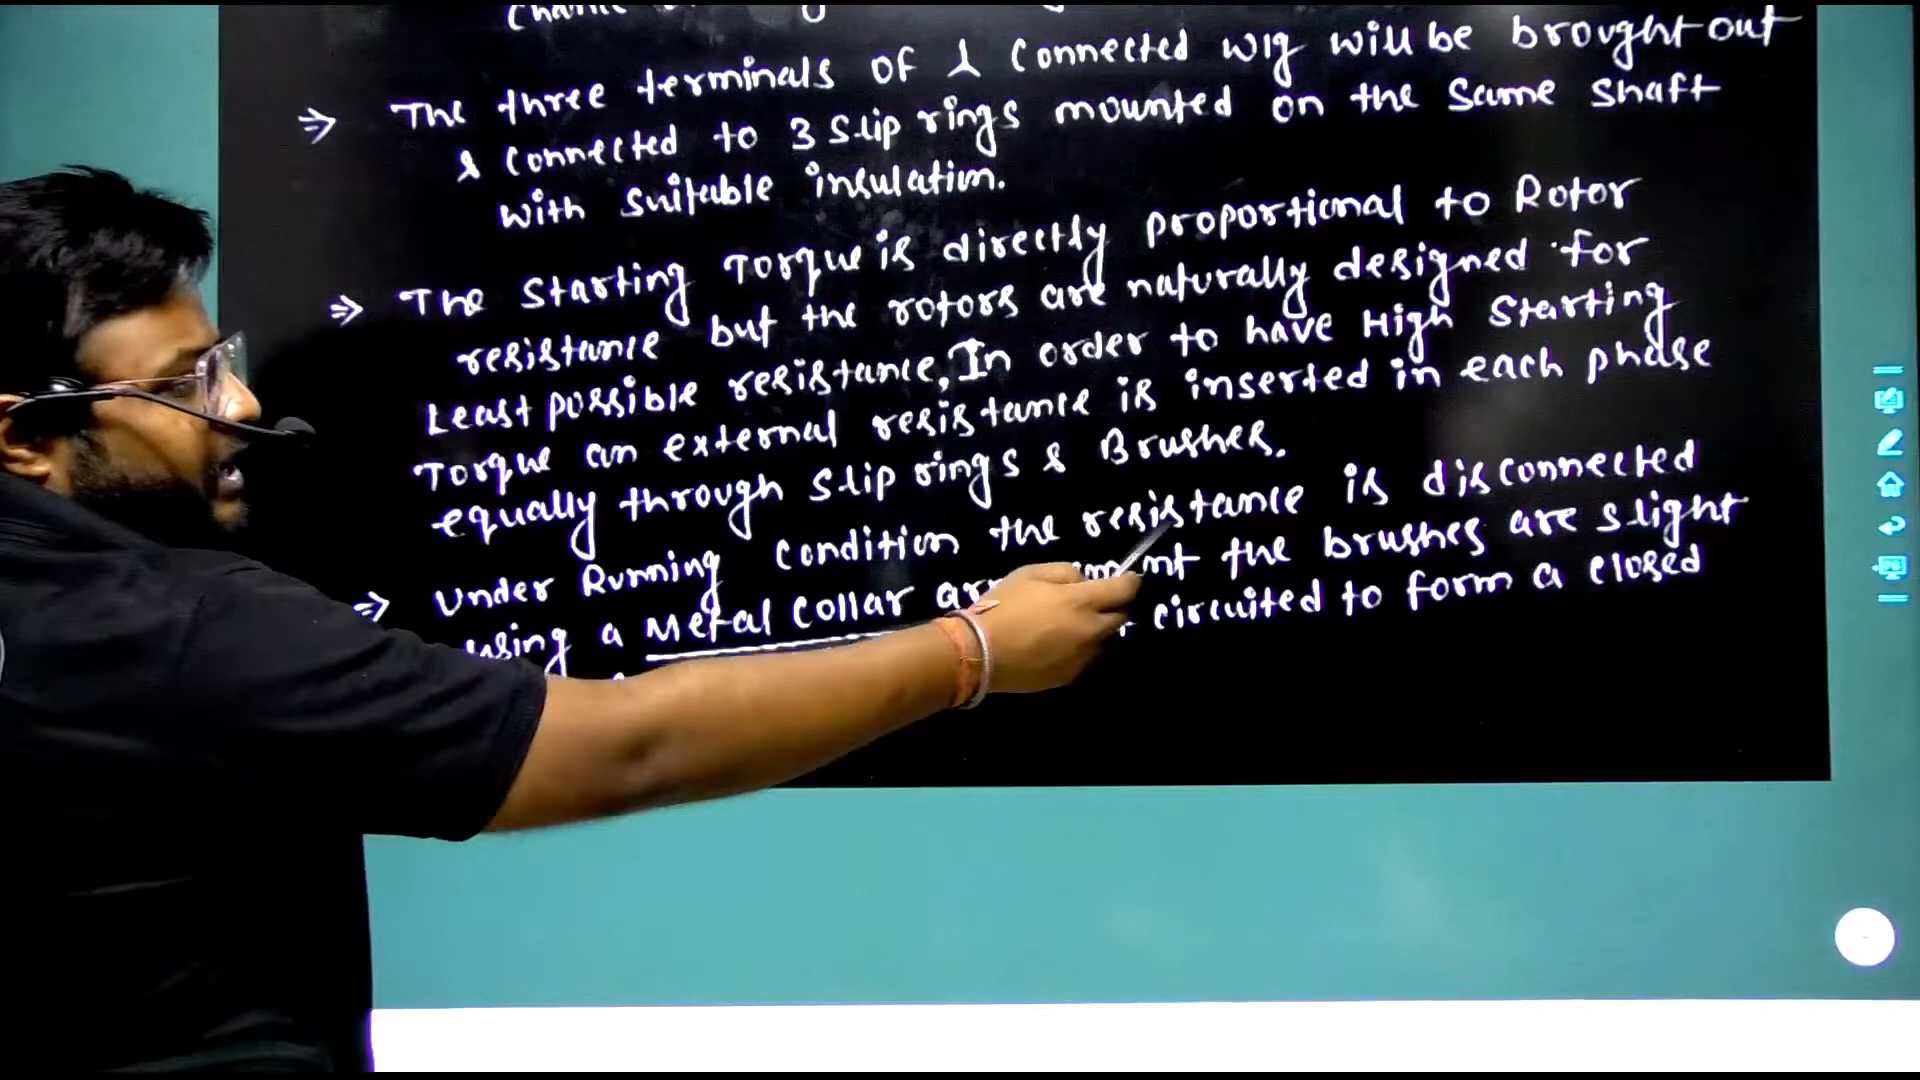 ⇒ The three terminals of ⅄ connected wdg will be brought out
& connected to 3 slip rings mounted on the same shaft
with suitable insulation.
⇒ The starting Torque is directly proportional to Rotor
resistance but the rotors are naturally designed for
Least possible resistance, In order to have High starting
Torque an external resistance is inserted in each phase
equally through slip rings & Brushes.
⇒ Under Running condition the resistance is disconnected
using a Metal collar the brushes are slight
circuited to form a closed